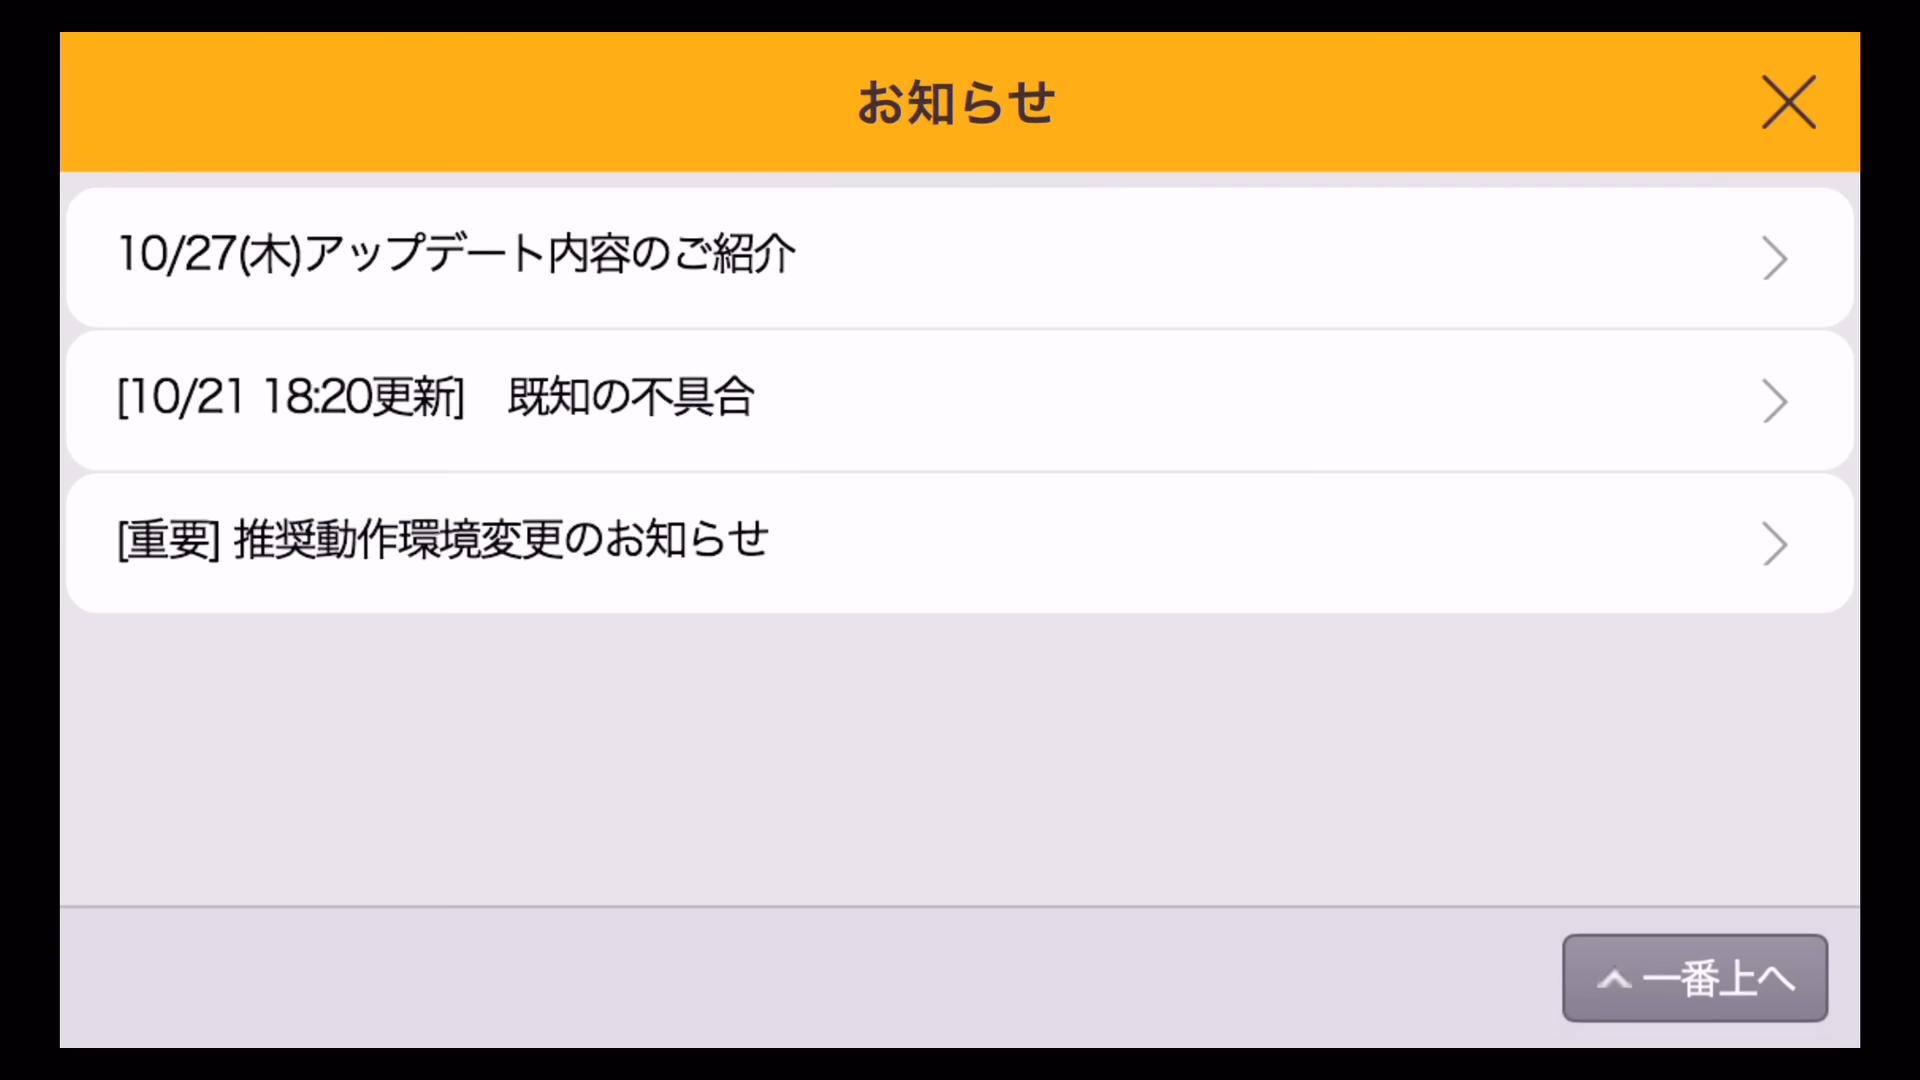 お知らせ
10/27(木)アップデート内容のご紹介
[10/21 18:20更新]　既知の不具合
[重要] 推奨動作環境変更のお知らせ
一番上へ